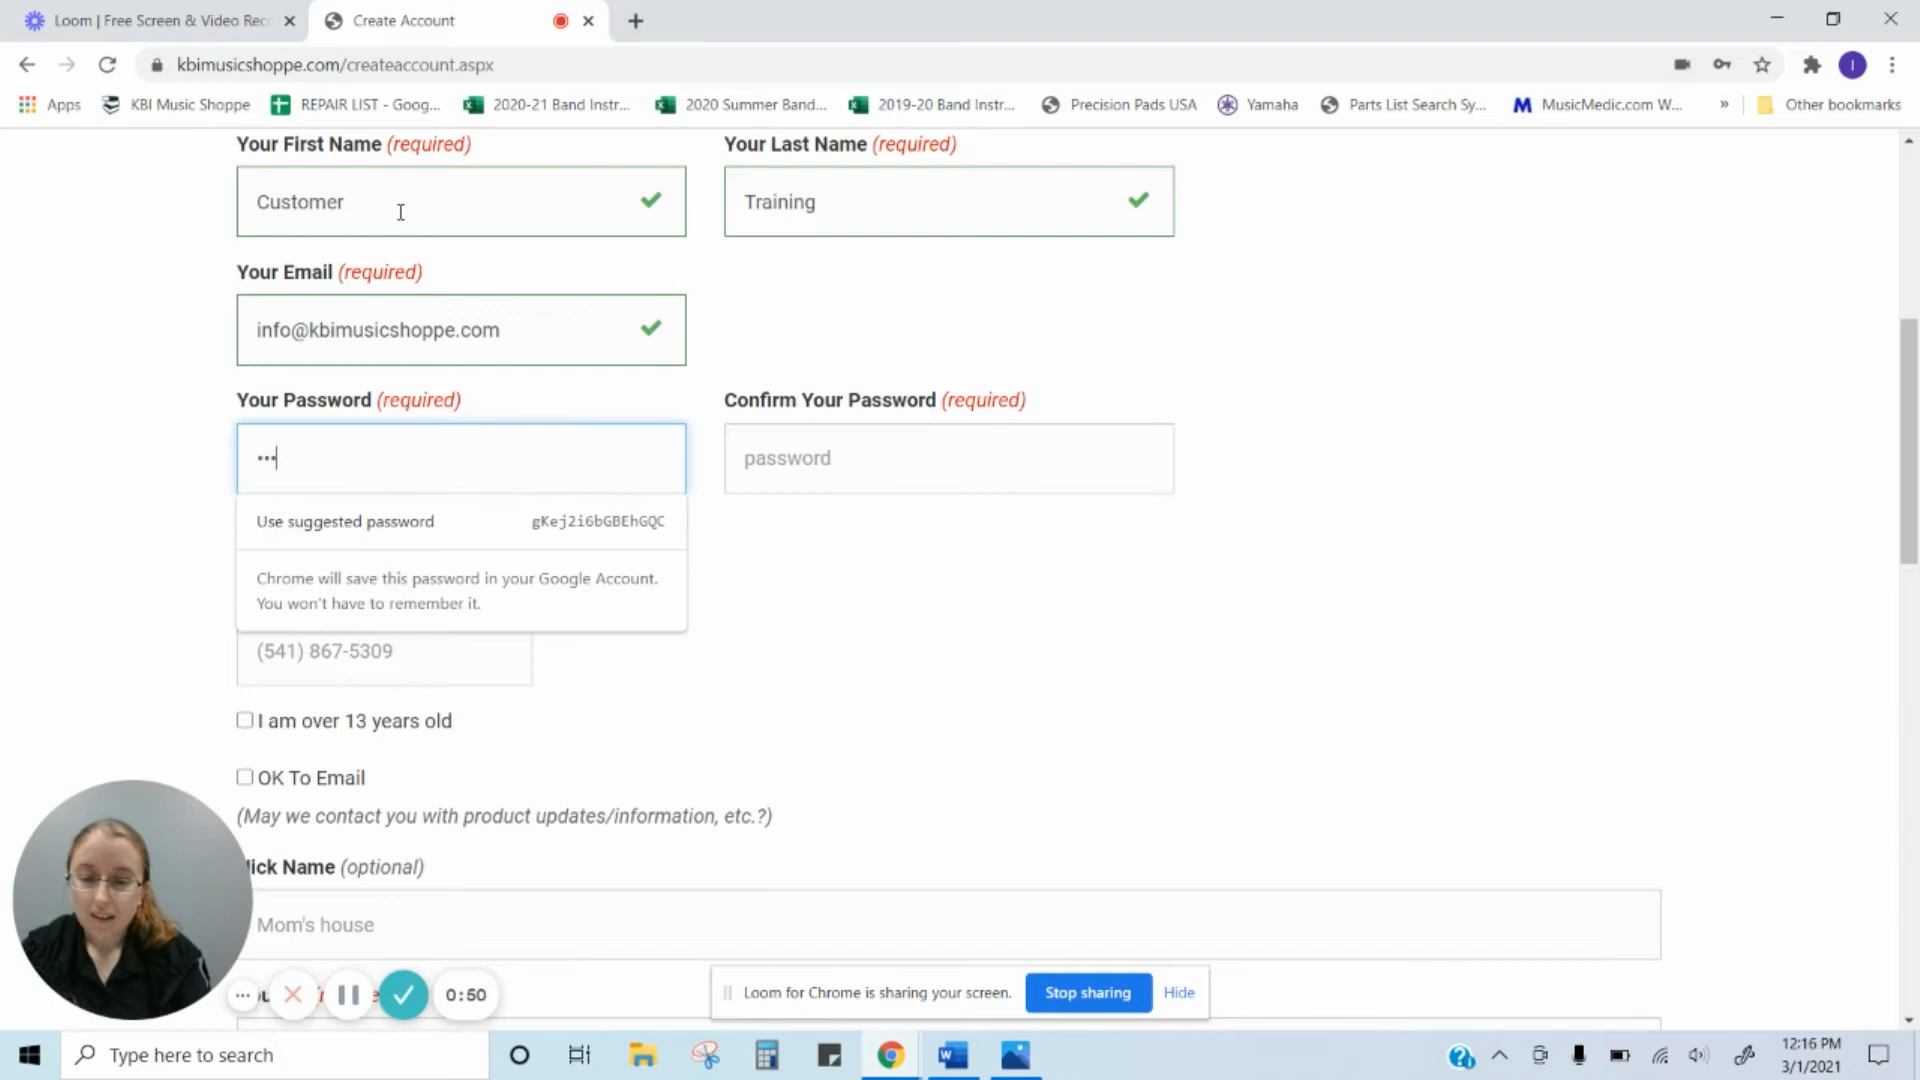 Loom | Free Screen & Video Rec
Create Account
kbimusicshoppe.com/createaccount.aspx
I
Apps
KBI Music Shoppe
REPAIR LIST - Goog...
2020-21 Band Instr...
2020 Summer Band...
2019-20 Band Instr...
Precision Pads USA
Yamaha
Parts List Search Sy...
MusicMedic.com W...
»
Other bookmarks
Your First Name (required)
Your Last Name (required)
Customer
Training
Your Email (required)
info@kbimusicshoppe.com
Your Password (required)
Confirm Your Password (required)
•••
password
Use suggested password
gKej2i6bGBEhGQC
Chrome will save this password in your Google Account.
You won't have to remember it.
(541) 867-5309
I am over 13 years old
OK To Email
(May we contact you with product updates/information, etc.?)
ick Name (optional)
Mom's house
0:50
Loom for Chrome is sharing your screen.
Stop sharing
Hide
Type here to search
12:16 PM
3/1/2021